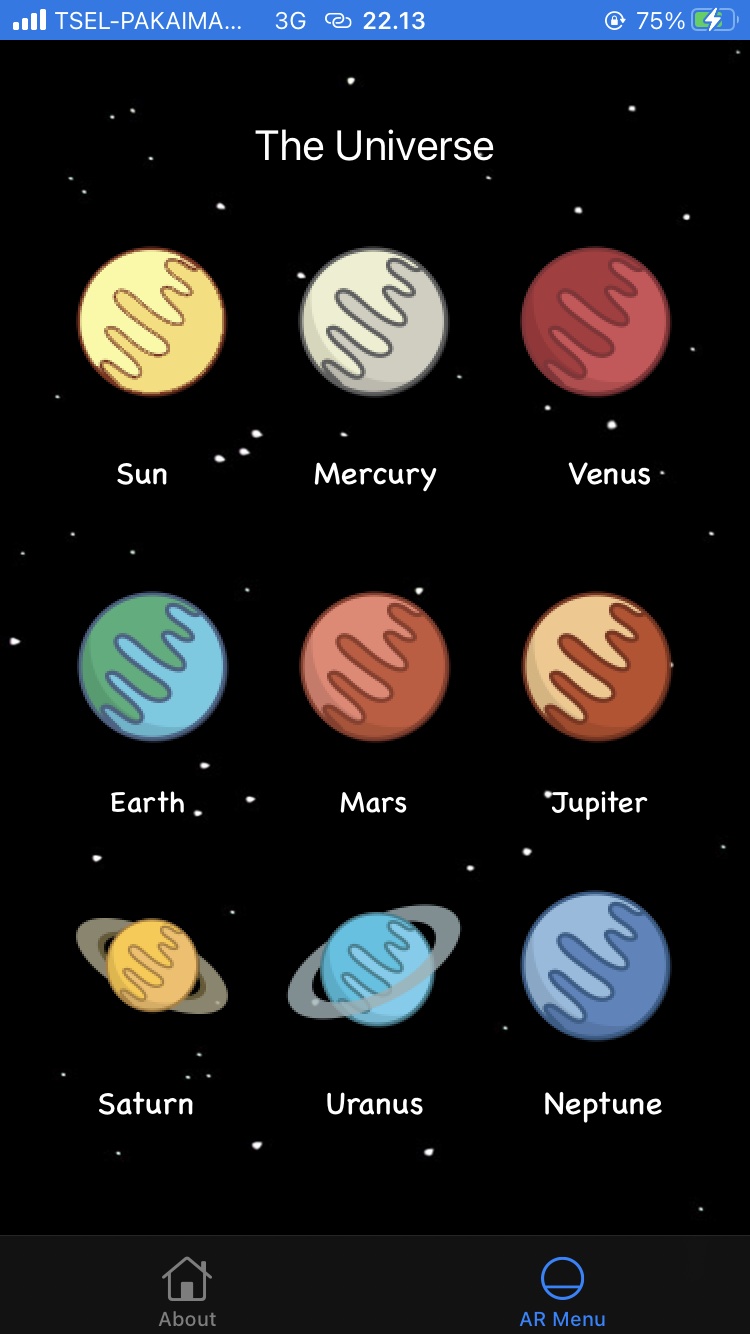 TSEL-PAKAIMA... 3G 22.13 75%
The Universe
Sun Mercury Venus
Earth Mars Jupiter
Saturn Uranus Neptune
About AR Menu